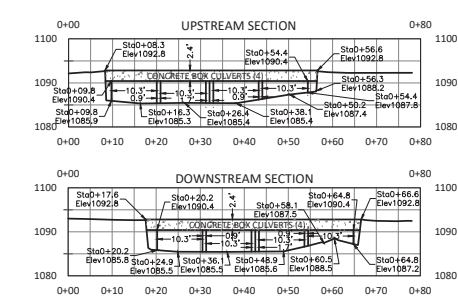 0+00 UPSTREAM SECTION 0+80
1100 1100
Sta0+08.3
Elev1092.8
2.4'
Sta0+54.4
Elev1090.4
Sta0+56.6
Elev1092.8
CONCRETE BOX CULVERTS (4)
1090 1090
Sta0+09.8
Elev1090.4
10.3'
0.9'
10.3'
10.3'
0.9'
10.3'
Sta0+56.3
Elev1088.2
Sta0+54.4
Elev1087.8
Sta0+09.8
Elev1085.9
Sta0+16.3
Elev1085.3
Sta0+26.4
Elev1085.4
Sta0+38.1
Elev1085.4
Sta0+50.2
Elev1087.4
1080 1080
0+00 0+10 0+20 0+30 0+40 0+50 0+60 0+70 0+80
DOWNSTREAM SECTION
1100 1100
Sta0+17.6
Elev1092.8
Sta0+20.2
Elev1090.4
2.4'
Sta0+58.1
Elev1087.5
Sta0+64.8
Elev1090.4
Sta0+66.6
Elev1092.8
CONCRETE BOX CULVERTS (4)
1090 1090
10.3'
0.9'
10.3'
10.3'
0.9'
10.3'
Sta0+20.2
Elev1085.8
Sta0+24.9
Elev1085.5
Sta0+36.1
Elev1085.5
Sta0+48.9
Elev1085.6
Sta0+60.5
Elev1088.5
Sta0+64.8
Elev1087.2
1080 1080
0+00 0+10 0+20 0+30 0+40 0+50 0+60 0+70 0+80